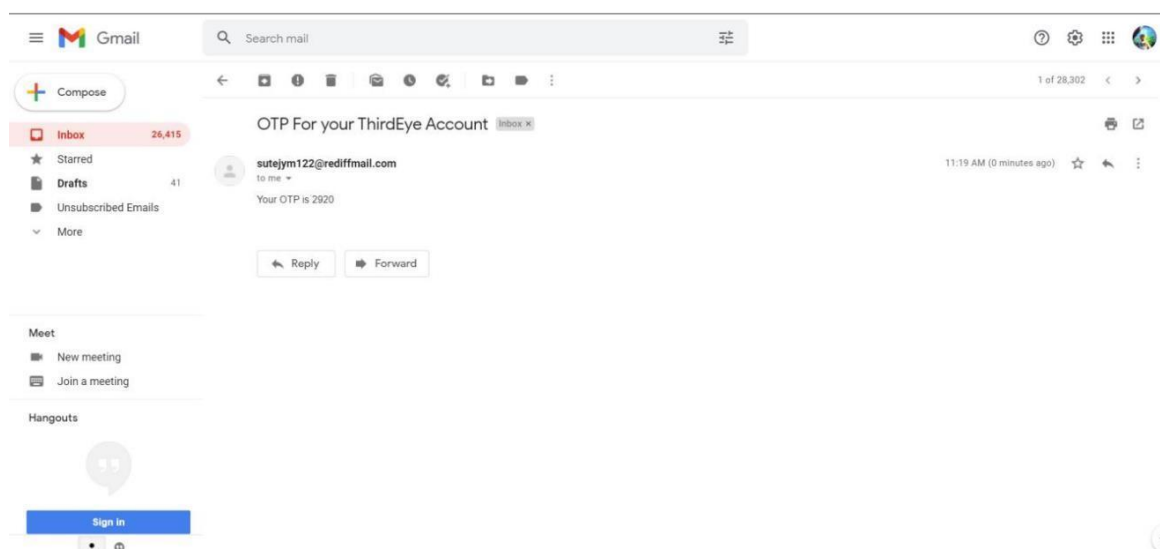 Gmail
Search mail
Compose
1 of 28,302
Inbox 26,415
Starred
Drafts 41
Unsubscribed Emails
More
OTP For your ThirdEye Account Inbox x
sutejym122@rediffmail.com 11:19 AM (0 minutes ago)
to me
Your OTP is 2920
Reply Forward
Meet
New meeting
Join a meeting
Hangouts
Sign in